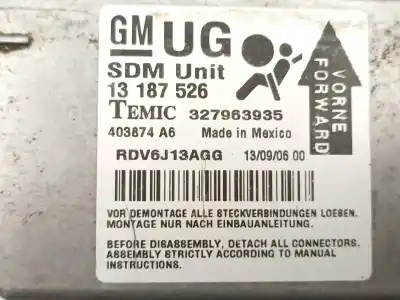 GM UG
SDM Unit
13 187 526
TEMIC 327963935
403874 A6 Made in Mexico
RDV6J13AGG 13/09/06 00
VORNE
FORWARD
VOR DEMONTAGE ALLE STECKVERBINDUNGEN LOESEN.
MONTAGE NUR NACH EINBAUANLEITUNG.
BEFORE DISASSEMBLY, DETACH ALL CONNECTORS.
ASSEMBLY STRICTLY ACCORDING TO MANUAL
INSTRUCTIONS.